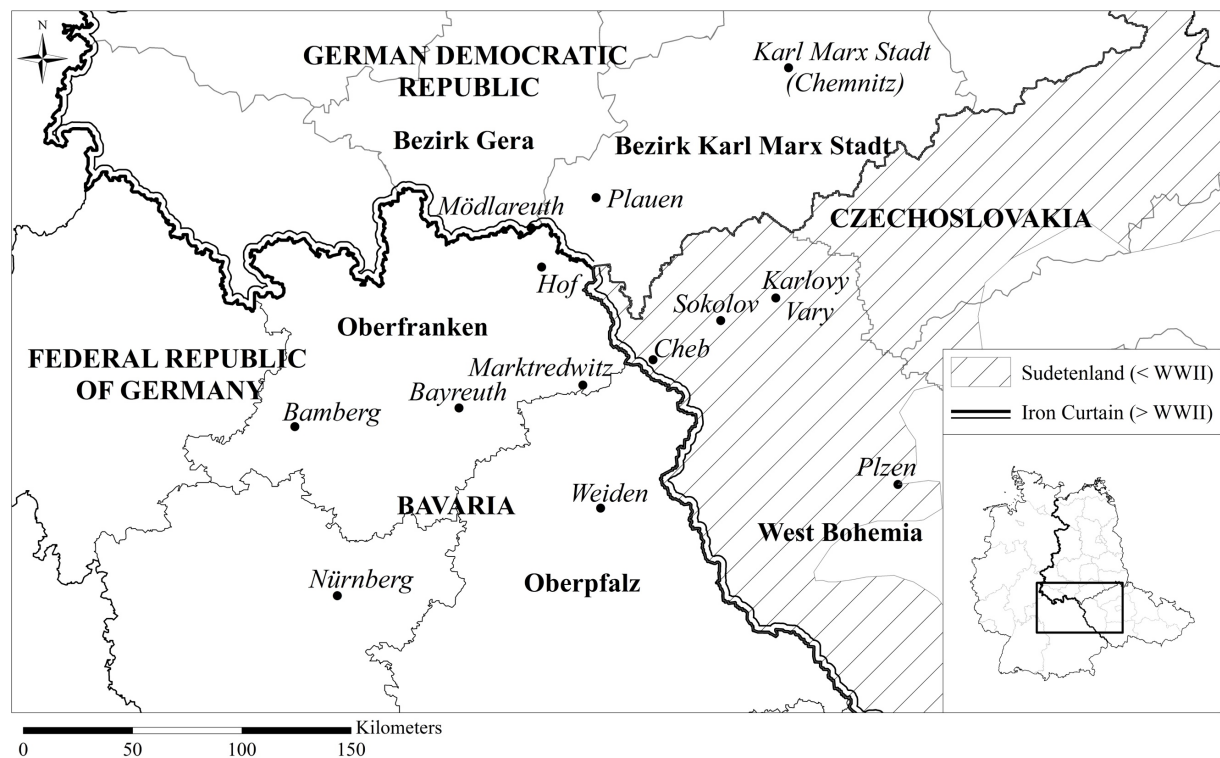 N
GERMAN DEMOCRATIC
REPUBLIC
Karl Marx Stadt
(Chemnitz)
Bezirk Gera
Bezirk Karl Marx Stadt
Plauen
Mödlareuth
CZECHOSLOVAKIA
Hof
Karlovy
Vary
Sokolov
Oberfranken
Cheb
FEDERAL REPUBLIC
OF GERMANY
Marktredwitz
Bayreuth
Bamberg
Sudetenland (< WWII)
Iron Curtain (> WWII)
Plzen
Weiden
BAVARIA
West Bohemia
Nürnberg
Oberpfalz
Kilometers
0 50 100 150